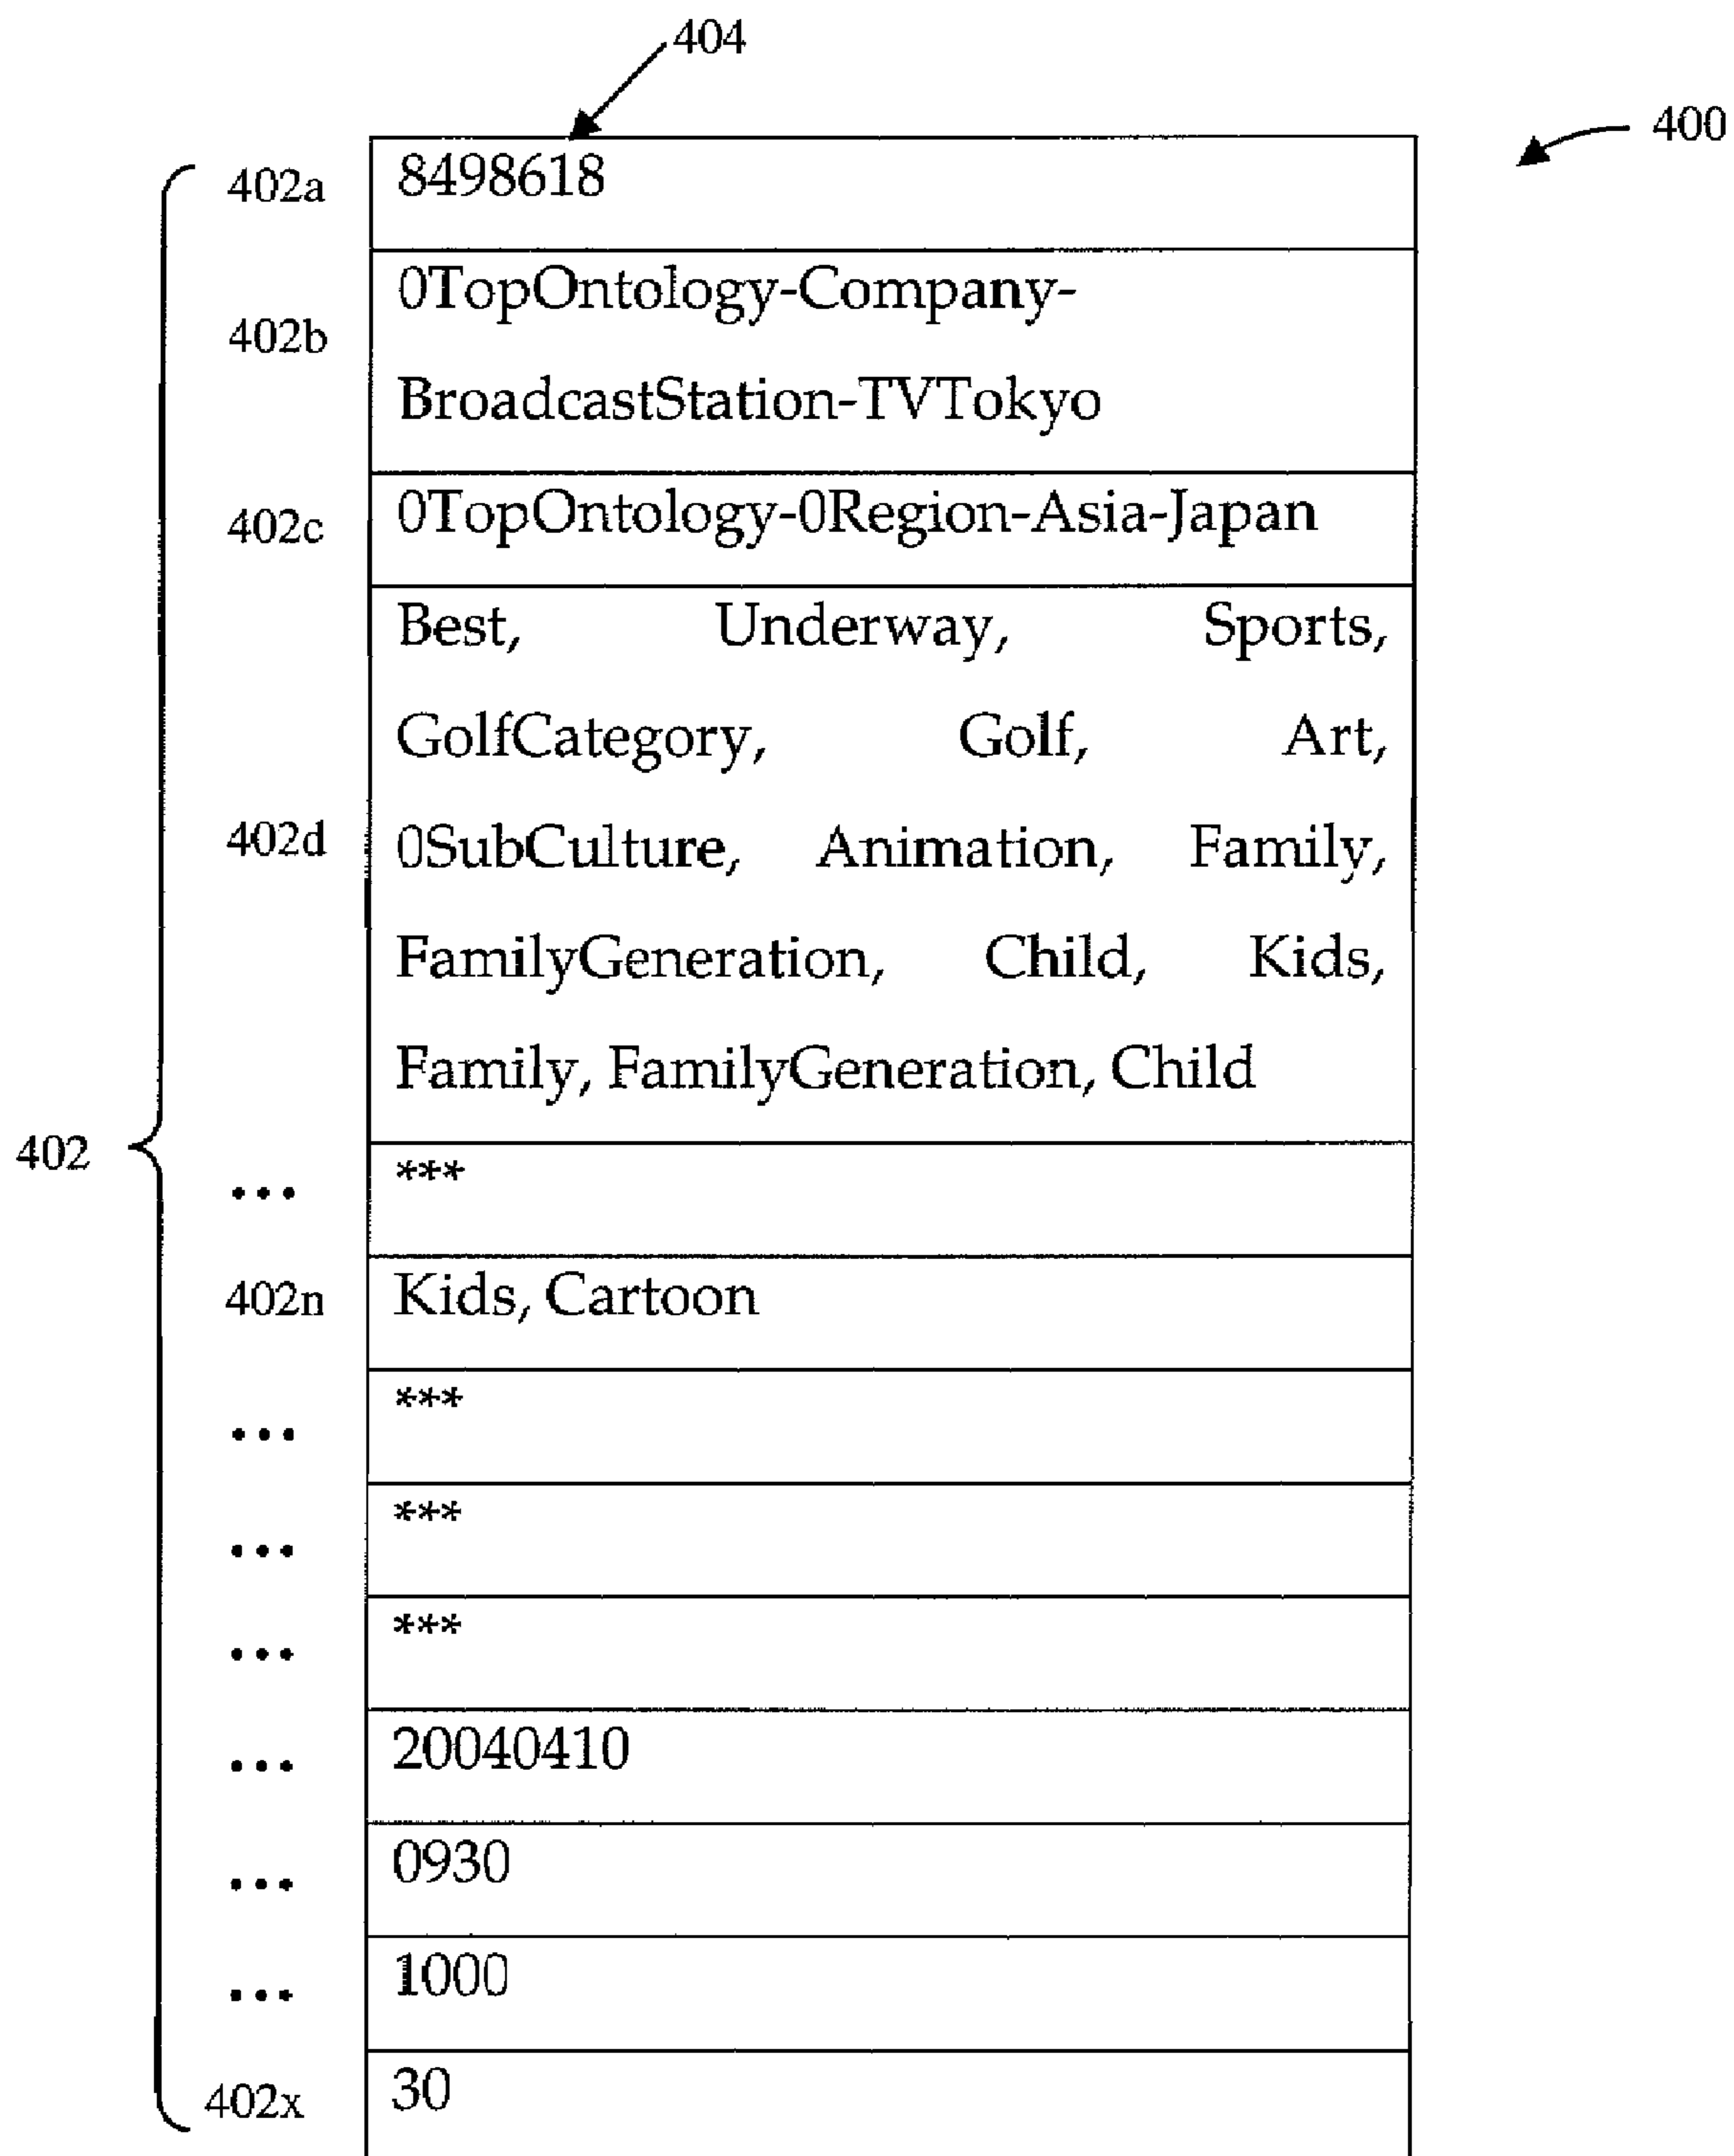 404
400
402a 8498618
402b 0TopOntology-Company-
BroadcastStation-TVTokyo
402c 0TopOntology-0Region-Asia-Japan
402d Best, Underway, Sports,
GolfCategory, Golf, Art,
0SubCulture, Animation, Family,
FamilyGeneration, Child, Kids,
Family, FamilyGeneration, Child
402
... ***
402n Kids, Cartoon
... ***
... ***
... ***
... 20040410
... 0930
... 1000
402x 30